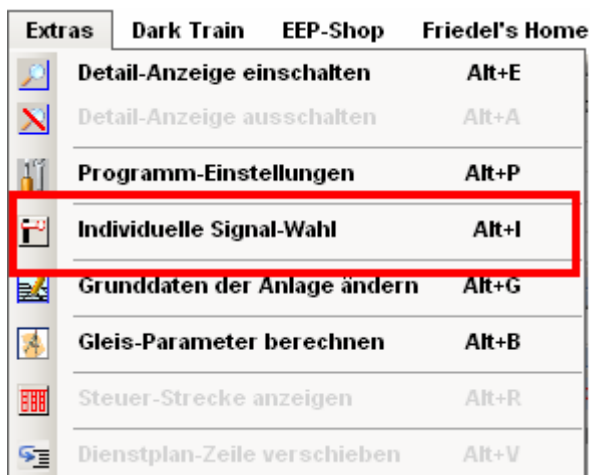 Extras Dark Train EEP-Shop Friedel's Home
Detail-Anzeige einschalten Alt+E
Detail-Anzeige ausschalten Alt+A
Programm-Einstellungen Alt+P
Individuelle Signal-Wahl Alt+I
Grunddaten der Anlage ändern Alt+G
Gleis-Parameter berechnen Alt+B
Steuer-Strecke anzeigen Alt+R
Dienstplan-Zeile verschieben Alt+V